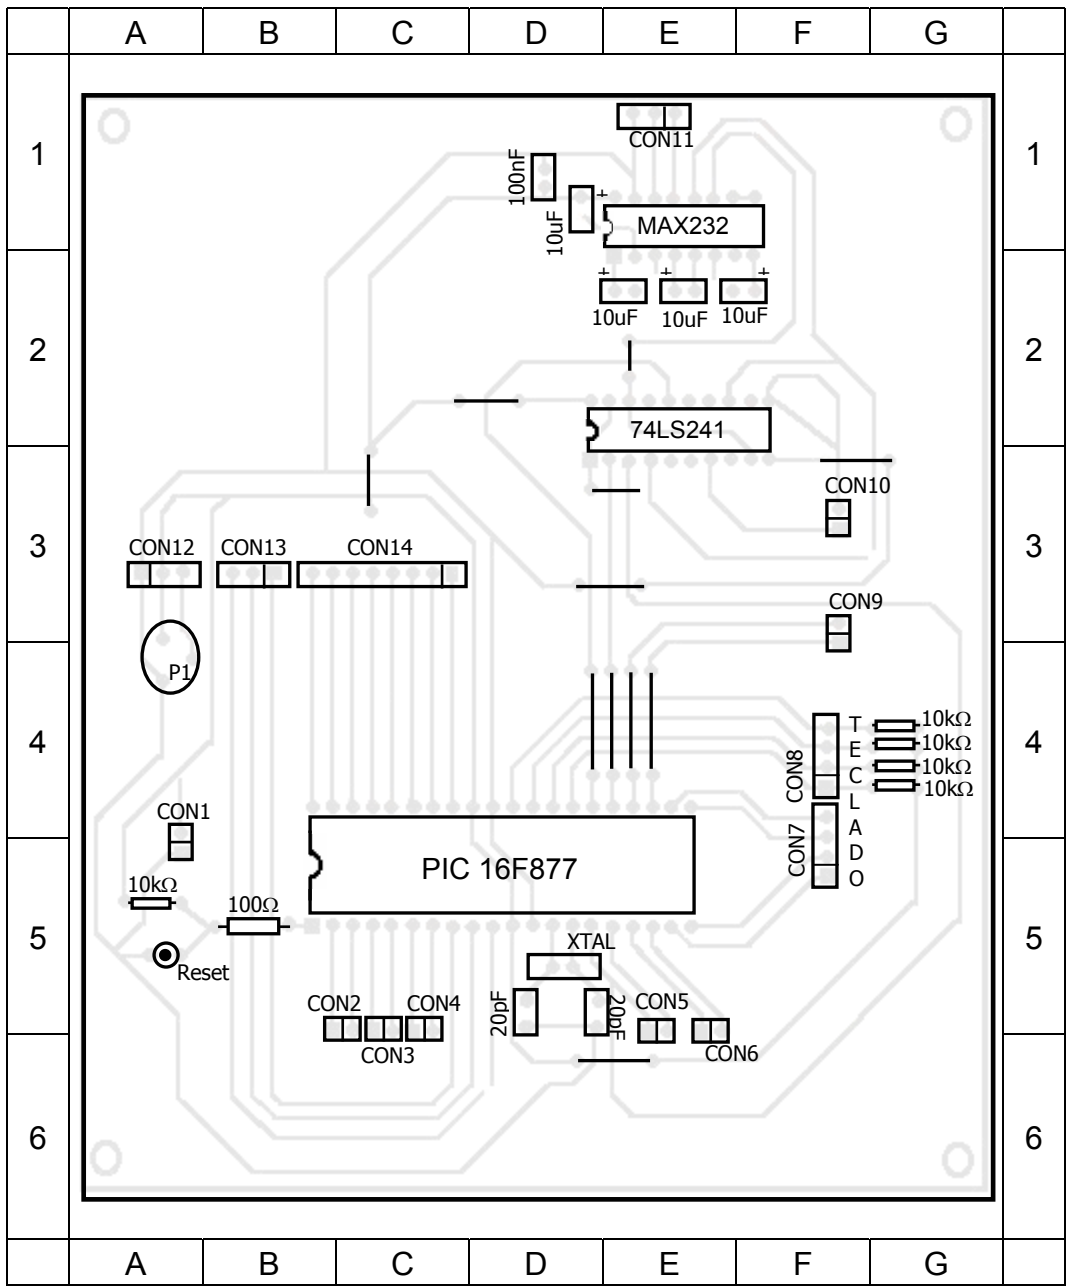 A B C D E F G
1 1
CON11
100nF
10uF
+
MAX232
+ + +
10uF 10uF 10uF
2 2
74LS241
CON10
3 3
CON12 CON13 CON14
CON9
P1
4 4
CON8
CON7
T
E
C
L
A
D
O
10kΩ
10kΩ
10kΩ
10kΩ
CON1
PIC 16F877
10kΩ
100Ω
5 5
XTAL
Reset
CON2 CON4
20pF
20pF
CON5
CON3
CON6
6 6
A B C D E F G